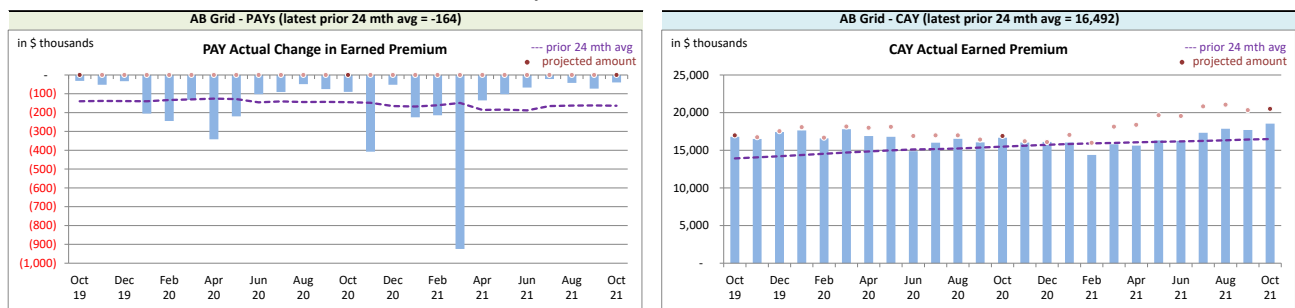 AB Grid - PAYs (latest prior 24 mth avg = -164)
in $ thousands
PAY Actual Change in Earned Premium
--- prior 24 mth avg
• projected amount
-
(100)
(200)
(300)
(400)
(500)
(600)
(700)
(800)
(900)
(1,000)
Oct Dec Feb Apr Jun Aug Oct Dec Feb Apr Jun Aug Oct
19 19 20 20 20 20 20 20 21 21 21 21 21
AB Grid - CAY (latest prior 24 mth avg = 16,492)
in $ thousands
CAY Actual Earned Premium
--- prior 24 mth avg
• projected amount
25,000
20,000
15,000
10,000
5,000
-
Oct Dec Feb Apr Jun Aug Oct Dec Feb Apr Jun Aug Oct
19 19 20 20 20 20 20 20 21 21 21 21 21